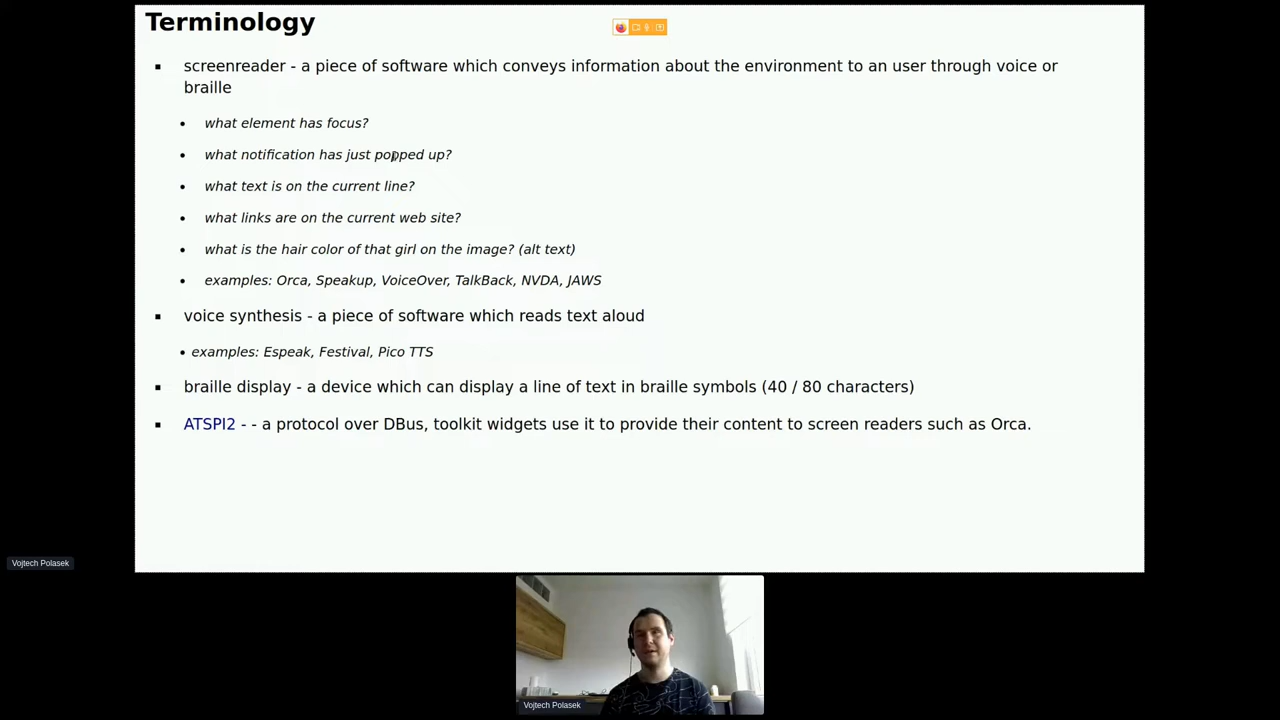 Terminology
screenreader - a piece of software which conveys information about the environment to an user through voice or
braille
what element has focus?
what notification has just popped up?
what text is on the current line?
what links are on the current web site?
what is the hair color of that girl on the image? (alt text)
examples: Orca, Speakup, VoiceOver, TalkBack, NVDA, JAWS
voice synthesis - a piece of software which reads text aloud
examples: Espeak, Festival, Pico TTS
braille display - a device which can display a line of text in braille symbols (40 / 80 characters)
ATSPI2 - - a protocol over DBus, toolkit widgets use it to provide their content to screen readers such as Orca.
Vojtech Polasek
Vojtech Polasek